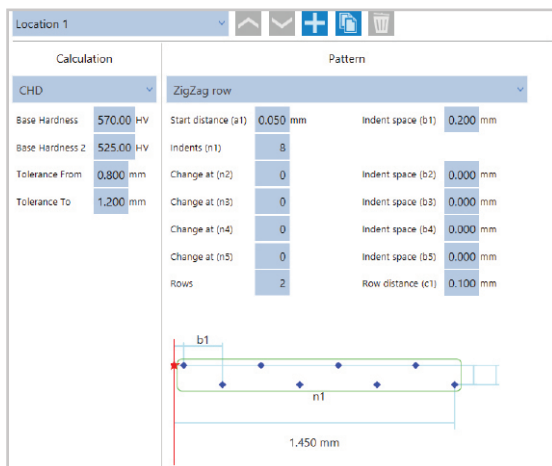 Location 1
Calculation
Pattern
CHD
ZigZag row
Base Hardness 570.00 HV Start distance (a1) 0.050 mm Indent space (b1) 0.200 mm
Base Hardness 2 525.00 HV Indents (n1) 8
Tolerance From 0.800 mm Change at (n2) 0 Indent space (b2) 0.000 mm
Tolerance To 1.200 mm Change at (n3) 0 Indent space (b3) 0.000 mm
Change at (n4) 0 Indent space (b4) 0.000 mm
Change at (n5) 0 Indent space (b5) 0.000 mm
Rows 2 Row distance (c1) 0.100 mm
b1
n1
1.450 mm